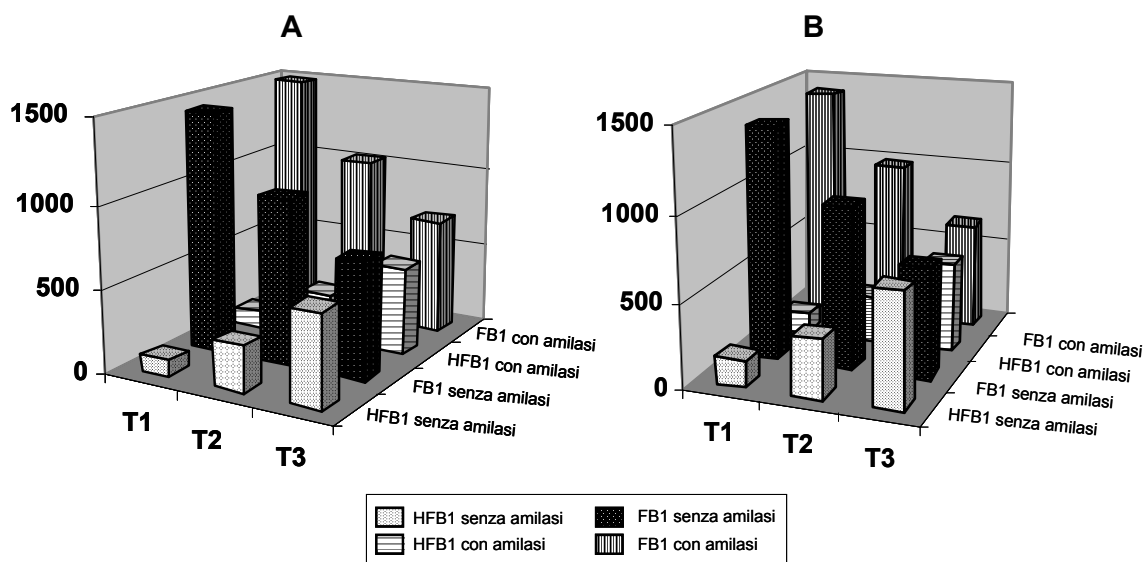 A
1500
1000
500
0
T1
T2
T3
FB1 con amilasi
HFB1 con amilasi
FB1 senza amilasi
HFB1 senza amilasi
B
1500
1000
500
0
T1
T2
T3
FB1 con amilasi
HFB1 con amilasi
FB1 senza amilasi
HFB1 senza amilasi
HFB1 senza amilasi
FB1 senza amilasi
HFB1 con amilasi
FB1 con amilasi